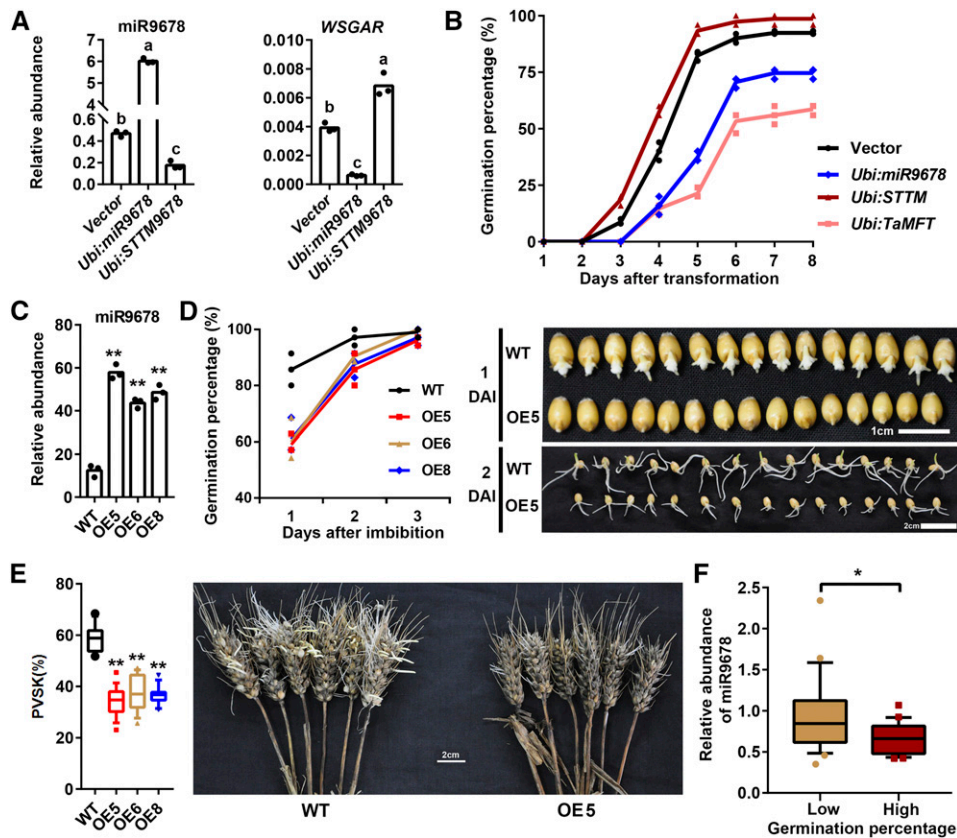 A
miR9678
Relative abundance
6
5
4
3
2
0.6
0.4
0.2
0.0
b
a
c
Vector
Ubi:miR9678
Ubi:STTM9678
WSGAR
0.010
0.008
0.006
0.004
0.002
0.000
b
c
a
Vector
Ubi:miR9678
Ubi:STTM9678
B
Germination percentage (%)
100
75
50
25
0
1 2 3 4 5 6 7 8
Days after transformation
Vector
Ubi:miR9678
Ubi:STTM
Ubi:TaMFT
C
miR9678
Relative abundance
80
60
40
20
0
**
**
**
WT
OE5
OE6
OE8
D
Germination percentage (%)
100
80
60
40
1 2 3
Days after imbibition
WT
OE5
OE6
OE8
1
DAI
WT
OE5
1cm
2
DAI
WT
OE5
2cm
E
PVSK(%)
80
60
40
20
0
**
**
**
WT
OE5
OE6
OE8
2cm
WT
OE5
F
Relative abundance
of miR9678
2.5
2.0
1.5
1.0
0.5
0.0
*
Low High
Germination percentage